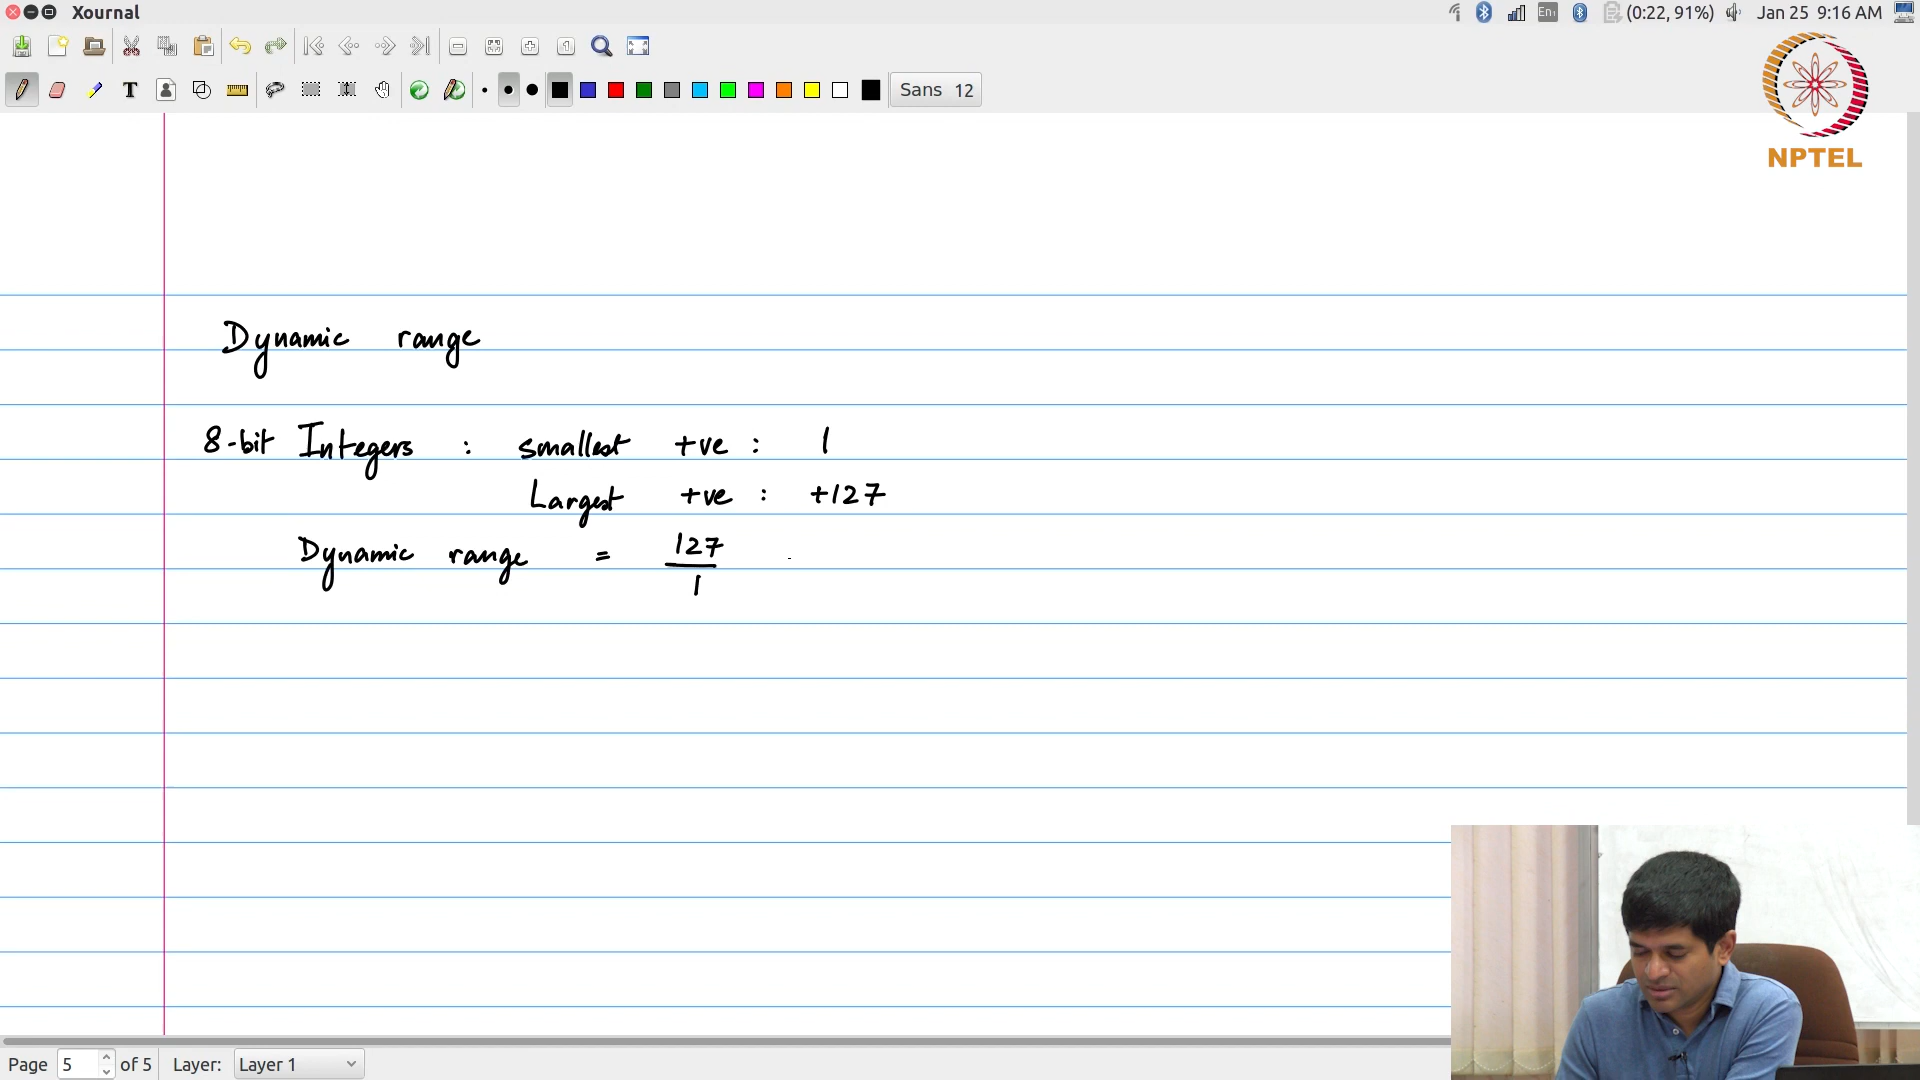 Xournal
En1 (0:22, 91%) Jan 25 9:16 AM
Sans 12
NPTEL
Dynamic range
8-bit Integers : smallest +ve : 1
Largest +ve : +127
Dynamic range = 127
1
Page 5 of 5 Layer: Layer 1